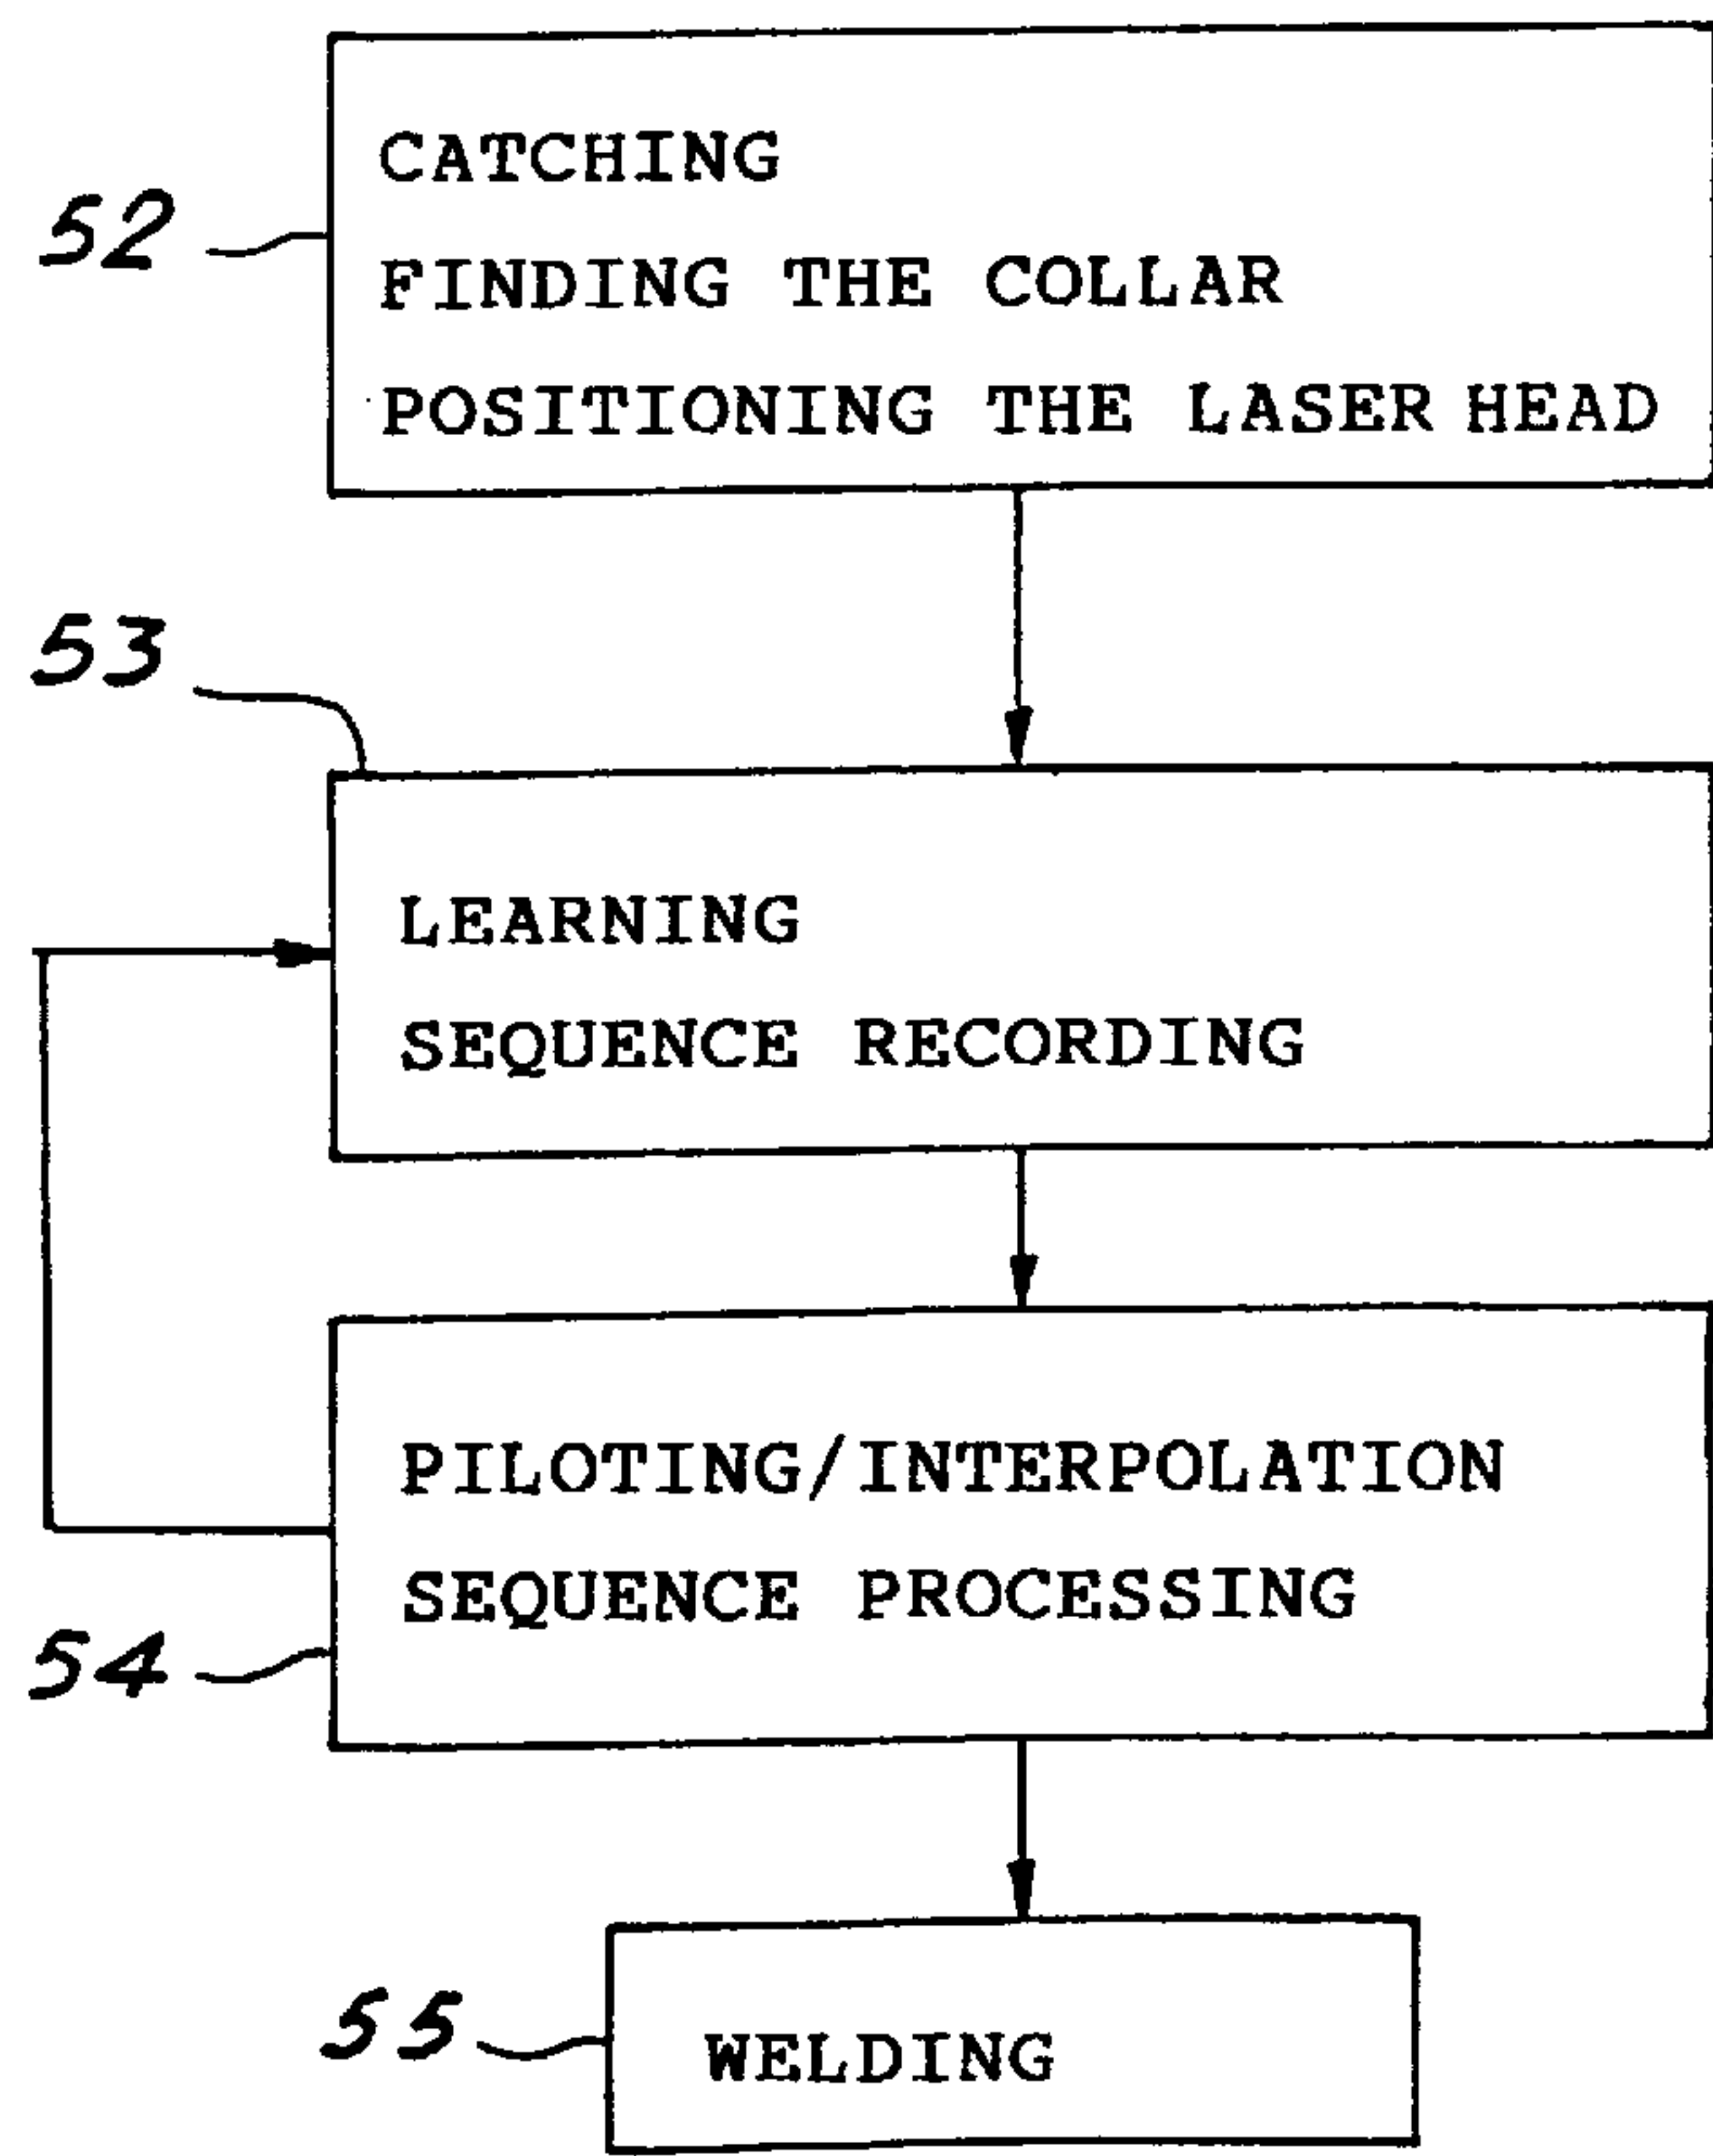 CATCHING
52
FINDING THE COLLAR
POSITIONING THE LASER HEAD
53
LEARNING
SEQUENCE RECORDING
PILOTING/INTERPOLATION
SEQUENCE PROCESSING
54
55
WELDING